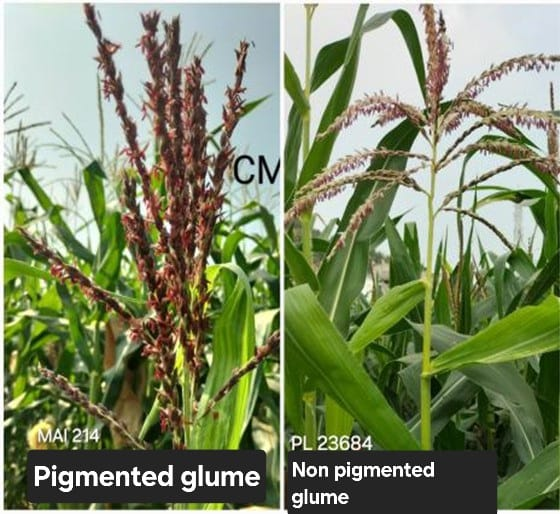 CM
MAI 214
Pigmented glume
PL 23684
Non pigmented
glume